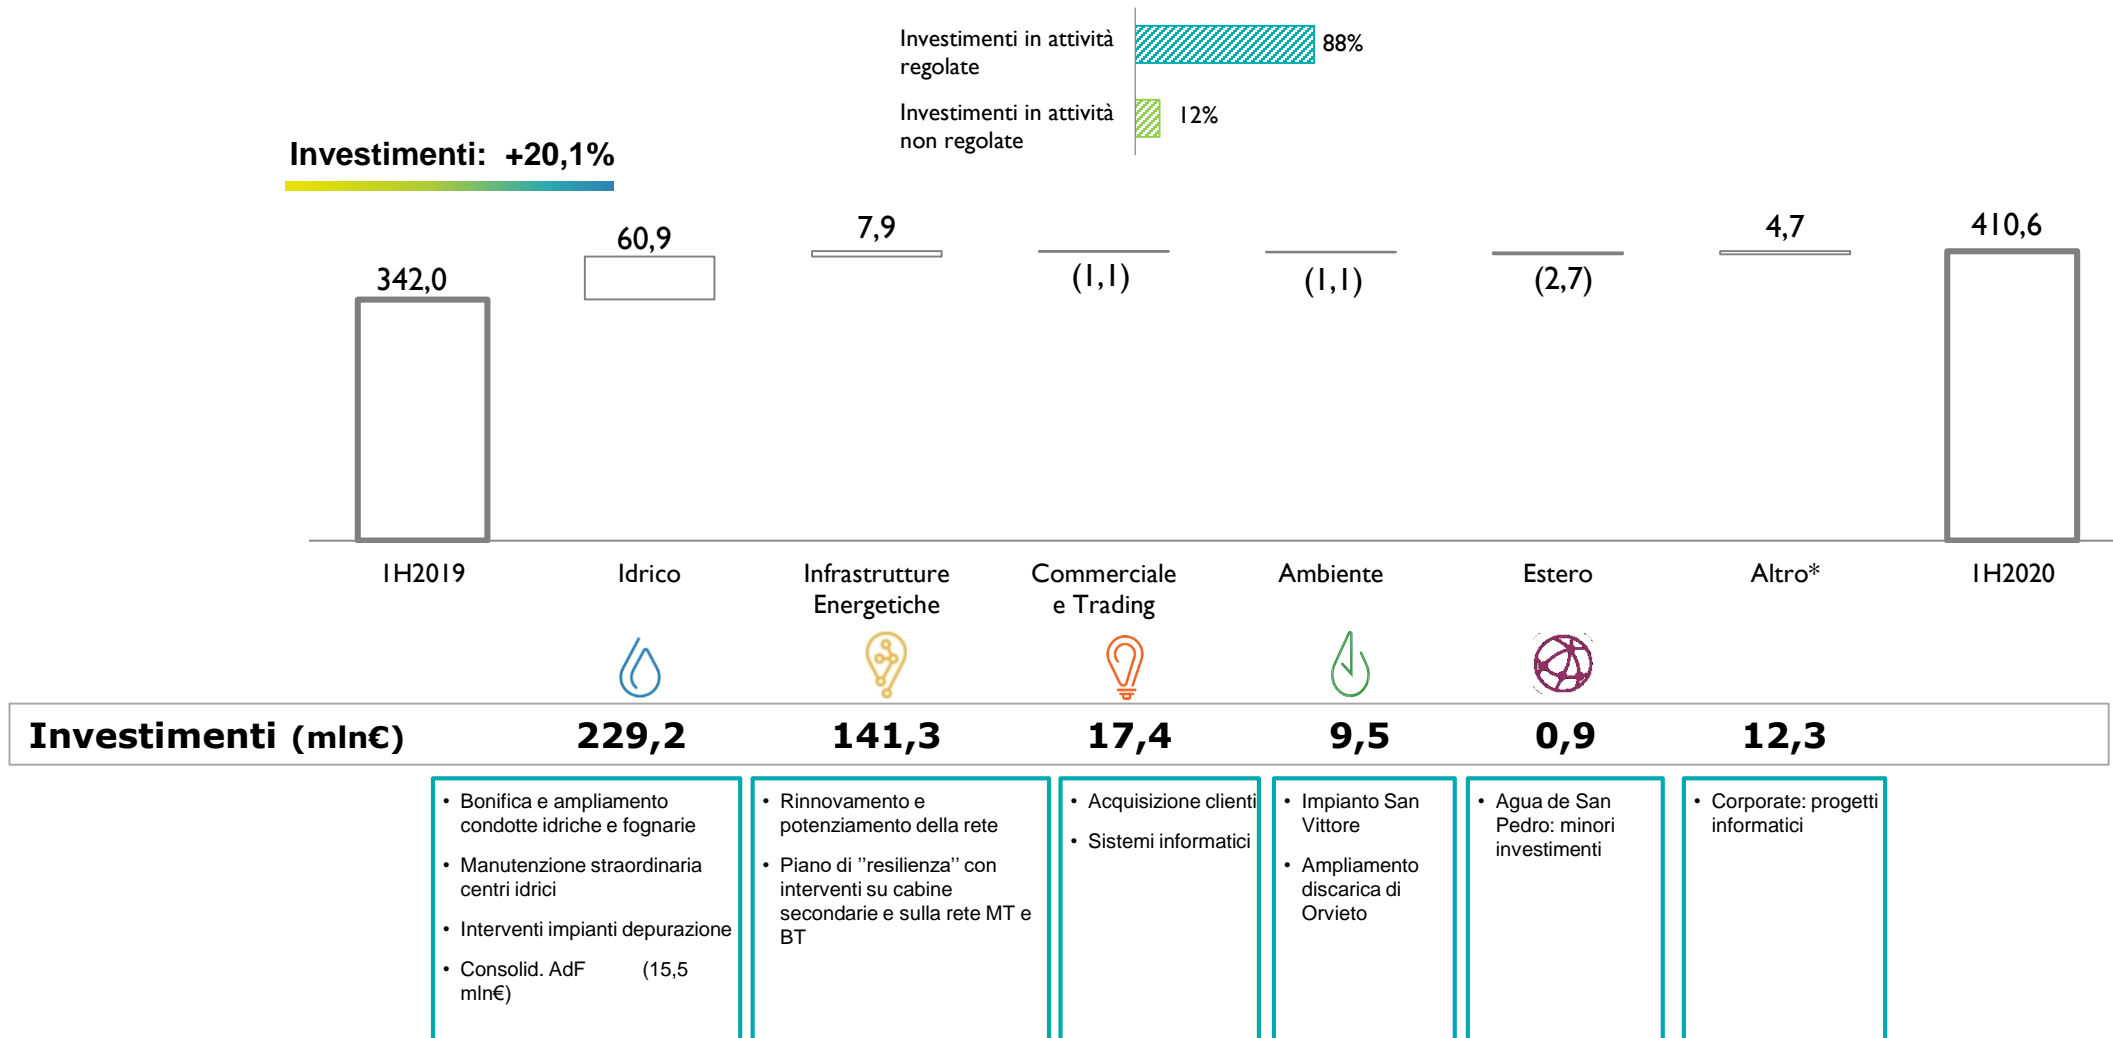 Investimenti in attività
regolate
88%
Investimenti in attività
non regolate
12%
Investimenti: +20,1%
342,0
60,9
7,9
(1,1)
(1,1)
(2,7)
4,7
410,6
1H2019
Idrico
Infrastrutture
Energetiche
Commerciale
e Trading
Ambiente
Estero
Altro*
1H2020
Investimenti (mln€) 229,2 141,3 17,4 9,5 0,9 12,3
• Bonifica e ampliamento
condotte idriche e fognarie
• Manutenzione straordinaria
centri idrici
• Interventi impianti depurazione
• Consolid. AdF (15,5
mln€)
• Rinnovamento e
potenziamento della rete
• Piano di ''resilienza'' con
interventi su cabine
secondarie e sulla rete MT e
BT
• Acquisizione clienti
• Sistemi informatici
• Impianto San
Vittore
• Ampliamento
discarica di
Orvieto
• Agua de San
Pedro: minori
investimenti
• Corporate: progetti
informatici